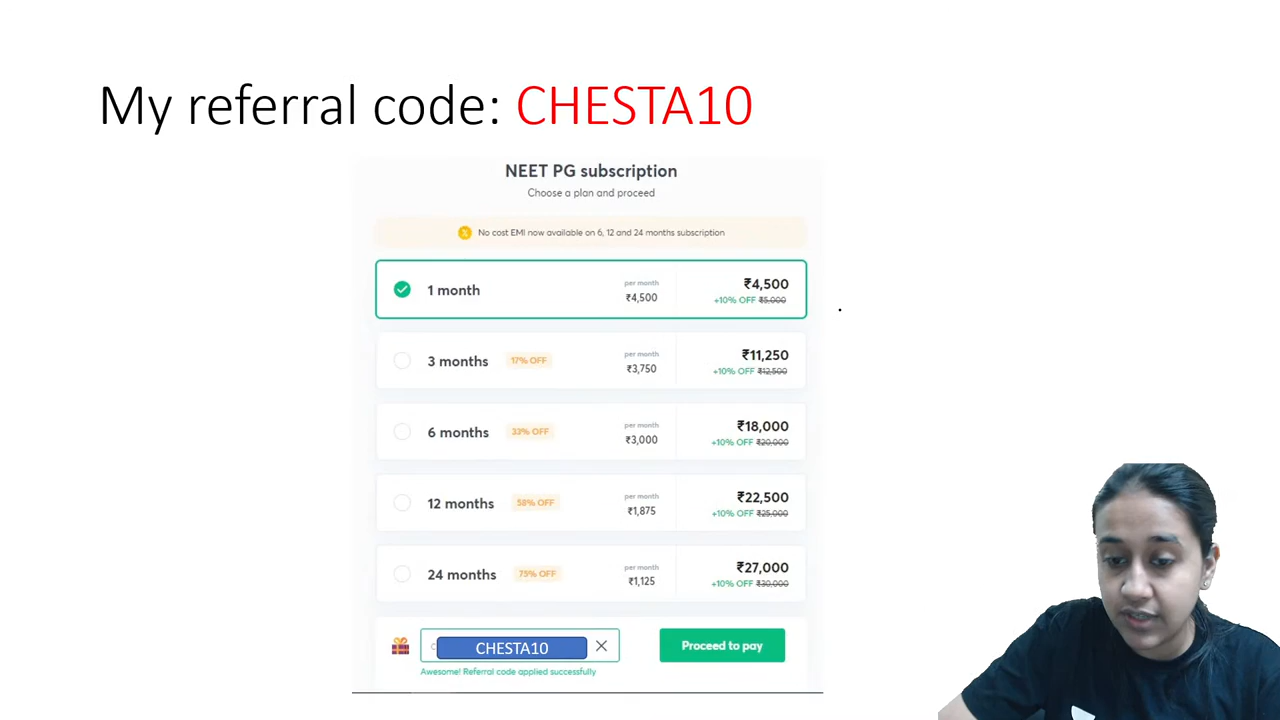 My referral code: CHESTA10
NEET PG subscription
Choose a plan and proceed
No cost EMI now available on 6, 12 and 24 months subscription
1 month
per month
₹4,500
₹4,500
+10% OFF ₹5,000
3 months 17% OFF
per month
₹3,750
₹11,250
+10% OFF ₹12,500
6 months 33% OFF
per month
₹3,000
₹18,000
+10% OFF ₹20,000
12 months 58% OFF
per month
₹1,875
₹22,500
+10% OFF ₹25,000
24 months 75% OFF
per month
₹1,125
₹27,000
+10% OFF ₹30,000
CHESTA10
Proceed to pay
Awesome! Referral code applied successfully